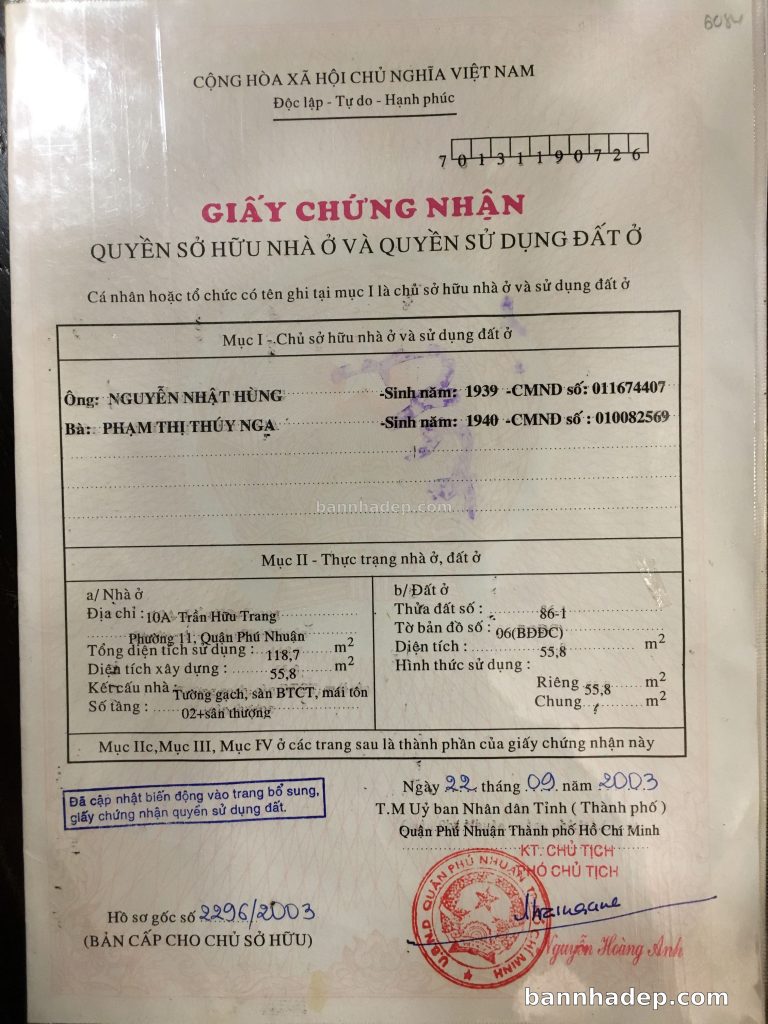 6084
CỘNG HÒA XÃ HỘI CHỦ NGHĨA VIỆT NAM
Độc lập - Tự do - Hạnh phúc
70131190726
GIẤY CHỨNG NHẬN
QUYỀN SỞ HỮU NHÀ Ở VÀ QUYỀN SỬ DỤNG ĐẤT Ở
Cá nhân hoặc tổ chức có tên ghi tại mục I là chủ sở hữu nhà ở và sử dụng đất ở
Mục I - Chủ sở hữu nhà ở và sử dụng đất ở
Ông: NGUYỄN NHẬT HÙNG -Sinh năm: 1939 -CMND số: 011674407
Bà: PHẠM THỊ THÚY NGA -Sinh năm: 1940 -CMND số : 010082569
bannhadep.com
Mục II - Thực trạng nhà ở, đất ở
a/ Nhà ở
Địa chỉ : 10A Trần Hữu Trang
Phường 11, Quận Phú Nhuận
Tổng diện tích sử dụng : 118,7 m2
Diện tích xây dựng : 55,8 m2
Kết cấu nhà : Tường gạch, sàn BTCT, mái tôn
Số tầng : 02+sân thượng
b/ Đất ở
Thửa đất số : 86-1
Tờ bản đồ số : 06(BĐĐC)
Diện tích : 55,8 m2
Hình thức sử dụng :
Riêng 55,8 m2
Chung / m2
Mục IIc,Mục III, Mục IV ở các trang sau là thành phần của giấy chứng nhận này
Đã cập nhật biến động vào trang bổ sung,
giấy chứng nhận quyền sử dụng đất.
Ngày 22 tháng 09 năm 2003
T.M Uỷ ban Nhân dân Tỉnh ( Thành phố )
Quận Phú Nhuận Thành phố Hồ Chí Minh
KT. CHỦ TỊCH
PHÓ CHỦ TỊCH
U.B.N.D QUẬN PHÚ NHUẬN T. HỒ CHÍ MINH
Nguyễn Hoàng Anh
Hồ sơ gốc số 2296/2003
(BẢN CẤP CHO CHỦ SỞ HỮU)
bannhadep.com